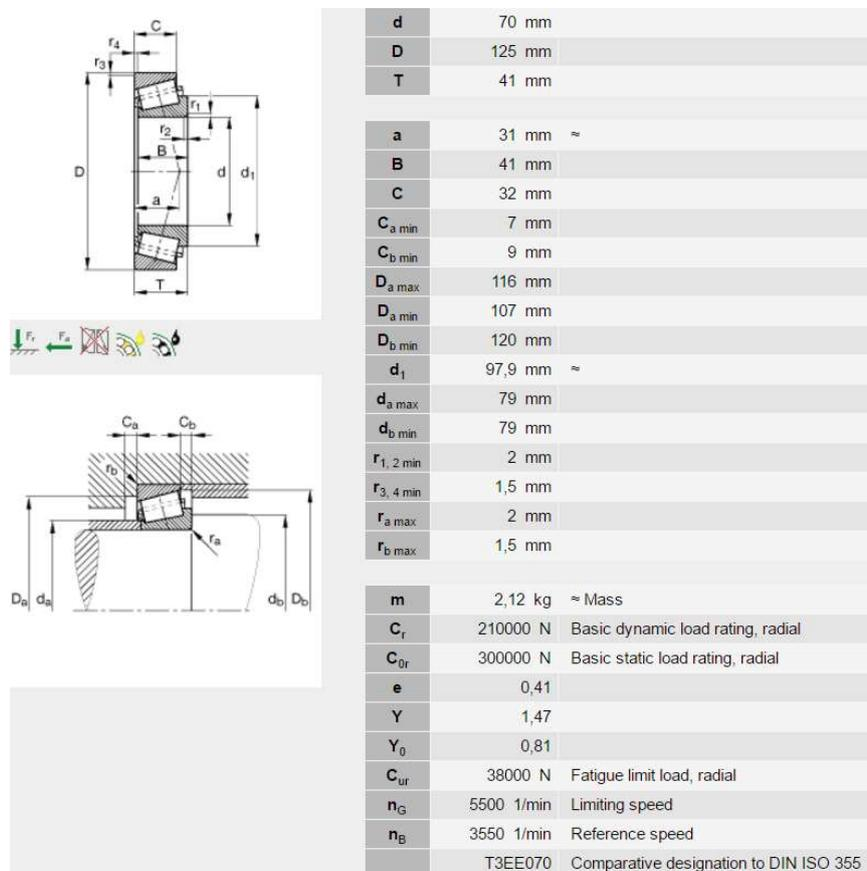 C
r4
r3
r1
r2
B
D
d
d1
a
T
Fr
Fa
Ca
Cb
rb
ra
Da
da
db
Db
d 70 mm
D 125 mm
T 41 mm
a 31 mm ≈
B 41 mm
C 32 mm
Ca min 7 mm
Cb min 9 mm
Da max 116 mm
Da min 107 mm
Db min 120 mm
d1 97,9 mm ≈
da max 79 mm
db min 79 mm
r1, 2 min 2 mm
r3, 4 min 1,5 mm
ra max 2 mm
rb max 1,5 mm
m 2,12 kg ≈ Mass
Cr 210000 N Basic dynamic load rating, radial
C0r 300000 N Basic static load rating, radial
e 0,41
Y 1,47
Y0 0,81
Cur 38000 N Fatigue limit load, radial
nG 5500 1/min Limiting speed
nB 3550 1/min Reference speed
T3EE070 Comparative designation to DIN ISO 355